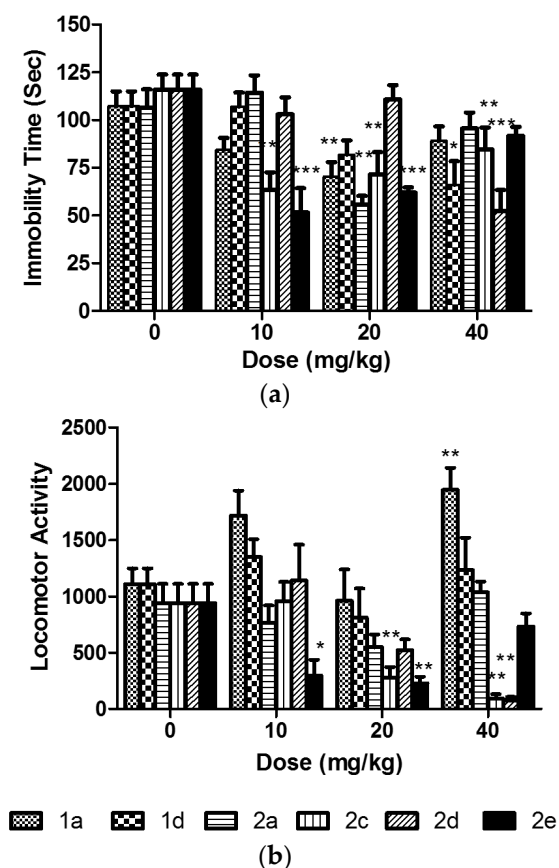 150
125
100
75
50
25
0
Immobility Time (Sec)
** ** ** ** * ** ***
** *** ***
0 10 20 40
Dose (mg/kg)
(a)
2500
2000
1500
1000
500
0
Locomotor Activity
**
* ** ** ** **
0 10 20 40
Dose (mg/kg)
1a 1d 2a 2c 2d 2e
(b)